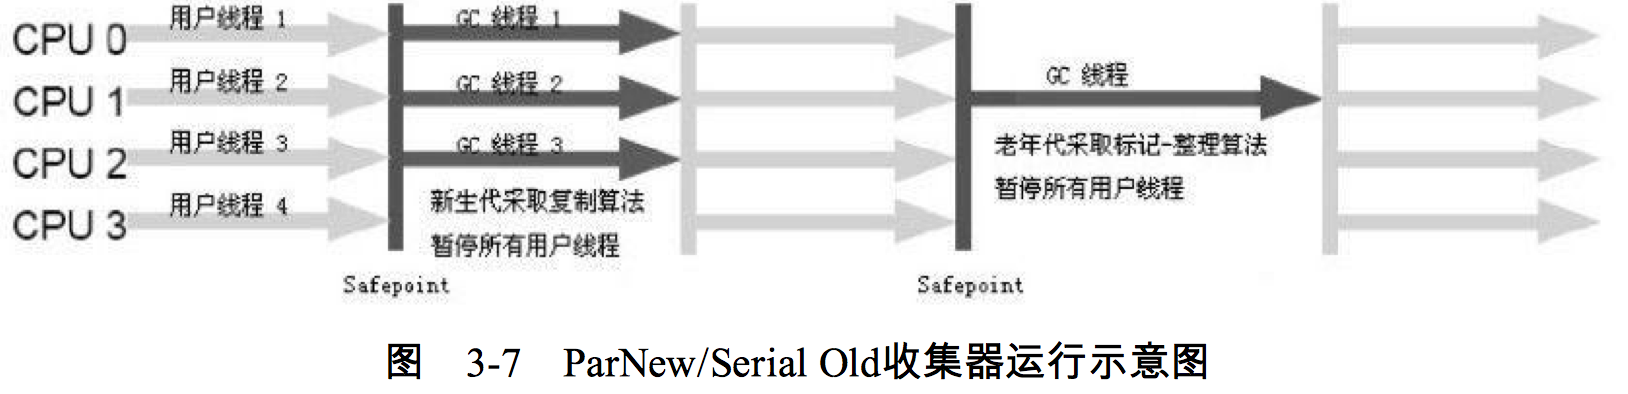 CPU 0 用户线程 1 GC 线程 1
CPU 1 用户线程 2 GC 线程 2 GC 线程
CPU 2 用户线程 3 GC 线程 3
CPU 3 用户线程 4
新生代采取复制算法
暂停所有用户线程
老年代采取标记-整理算法
暂停所有用户线程
Safepoint Safepoint
图 3-7 ParNew/Serial Old收集器运行示意图